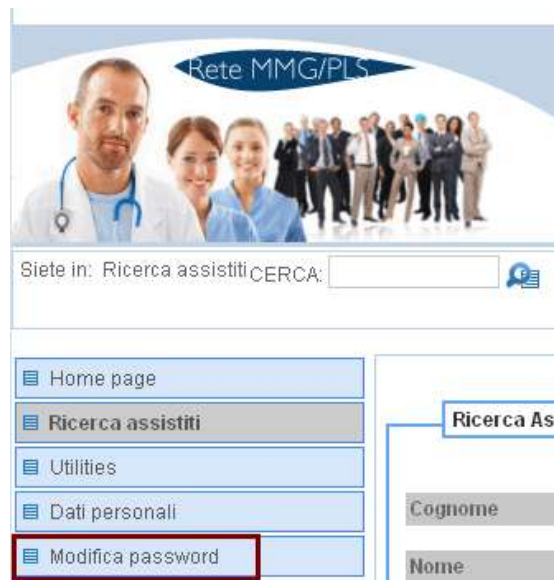 Rete MMG/PLS
Siete in: Ricerca assistiti CERCA:
Home page
Ricerca assistiti
Utilities
Dati personali
Modifica password
Ricerca As
Cognome
Nome